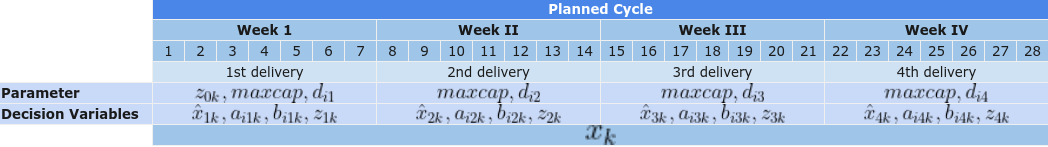 Planned Cycle
Week 1 Week II Week III Week IV
1 2 3 4 5 6 7 8 9 10 11 12 13 14 15 16 17 18 19 20 21 22 23 24 25 26 27 28
1st delivery 2nd delivery 3rd delivery 4th delivery
Parameter z_{0k}, maxcap, d_{i1} maxcap, d_{i2} maxcap, d_{i3} maxcap, d_{i4}
Decision Variables x̂_{1k}, a_{i1k}, b_{i1k}, z_{1k} x̂_{2k}, a_{i2k}, b_{i2k}, z_{2k} x̂_{3k}, a_{i3k}, b_{i3k}, z_{3k} x̂_{4k}, a_{i4k}, b_{i4k}, z_{4k}
x_k